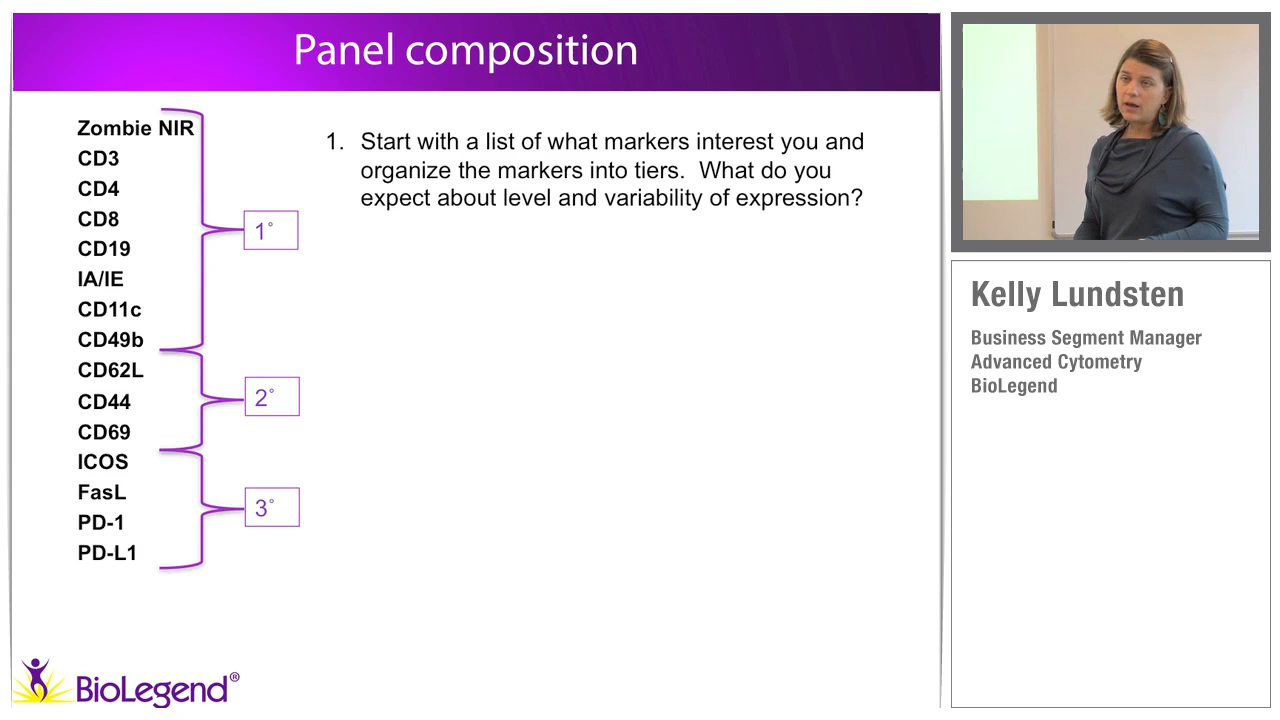 Panel composition
Zombie NIR
CD3
CD4
CD8
CD19
IA/IE
CD11c
CD49b
CD62L
CD44
CD69
ICOS
FasL
PD-1
PD-L1
1°
2°
3°
1. Start with a list of what markers interest you and
organize the markers into tiers. What do you
expect about level and variability of expression?
BioLegend®
Kelly Lundsten
Business Segment Manager
Advanced Cytometry
BioLegend